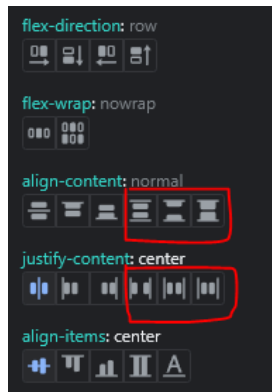 flex-direction: row
flex-wrap: nowrap
align-content: normal
justify-content: center
align-items: center
A